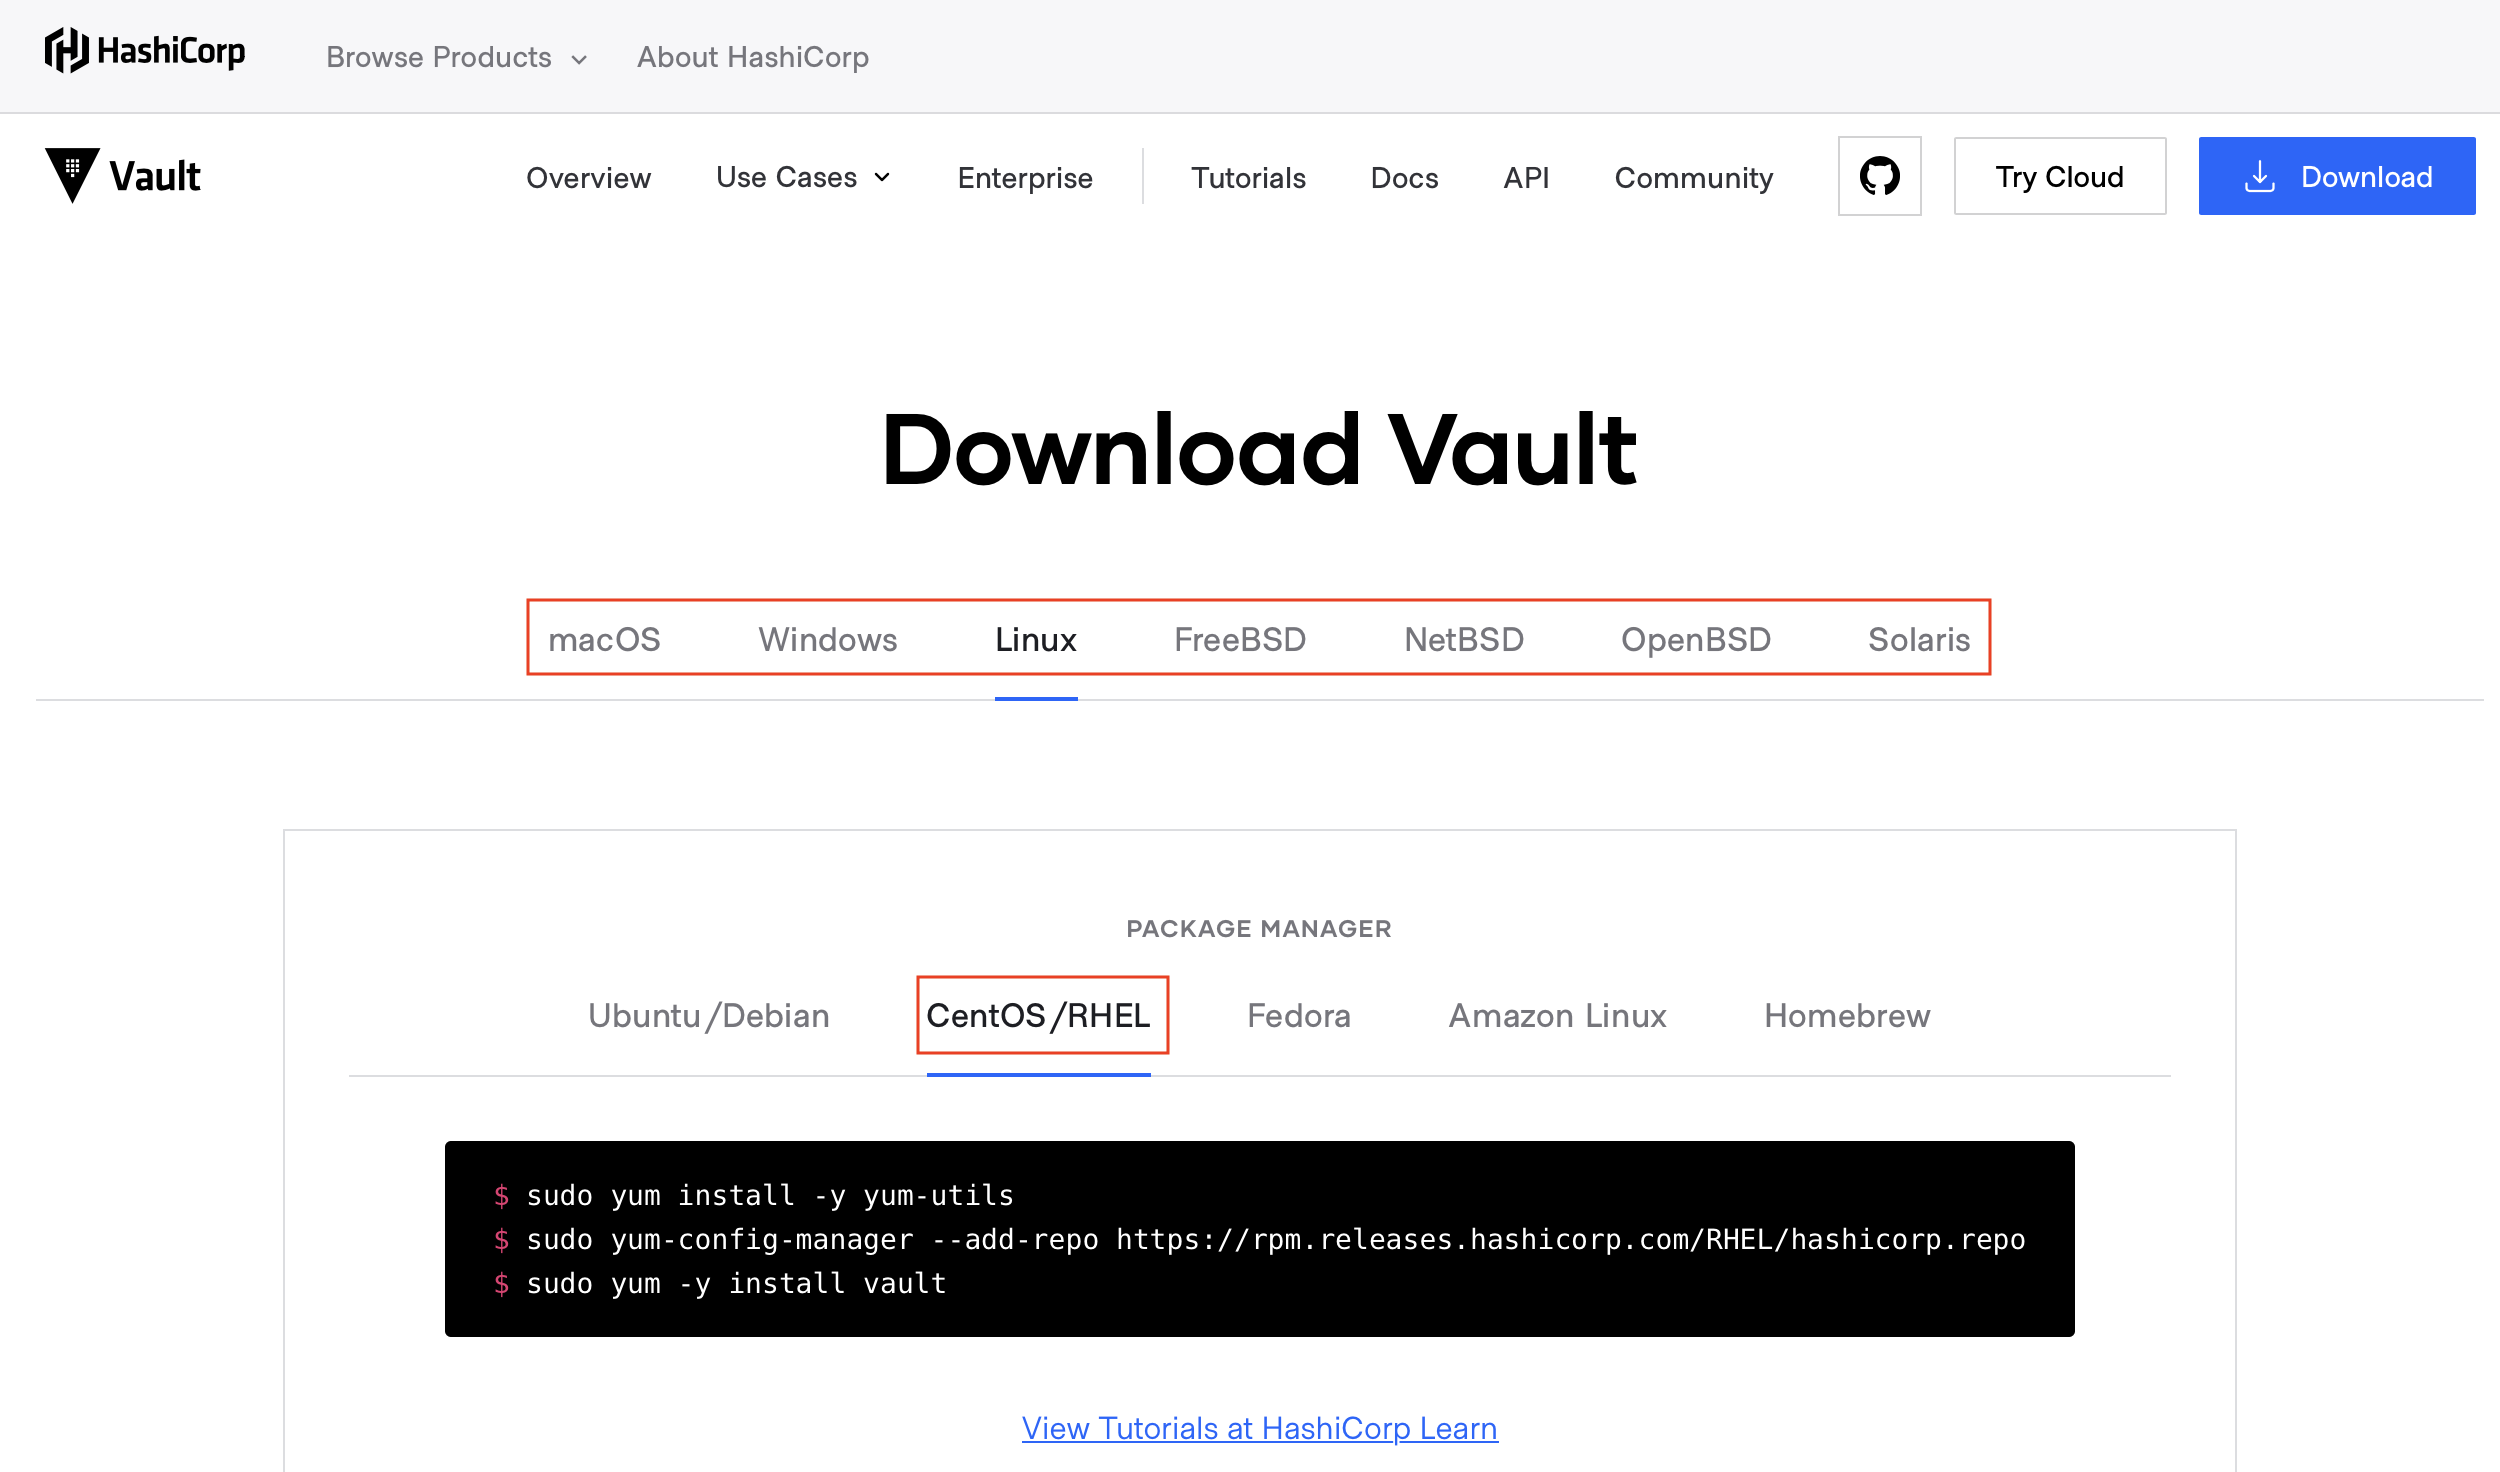 HashiCorp Browse Products About HashiCorp
Vault Overview Use Cases Enterprise Tutorials Docs API Community Try Cloud Download
Download Vault
macOS Windows Linux FreeBSD NetBSD OpenBSD Solaris
PACKAGE MANAGER
Ubuntu/Debian CentOS/RHEL Fedora Amazon Linux Homebrew
$ sudo yum install -y yum-utils
$ sudo yum-config-manager --add-repo https://rpm.releases.hashicorp.com/RHEL/hashicorp.repo
$ sudo yum -y install vault
View Tutorials at HashiCorp Learn